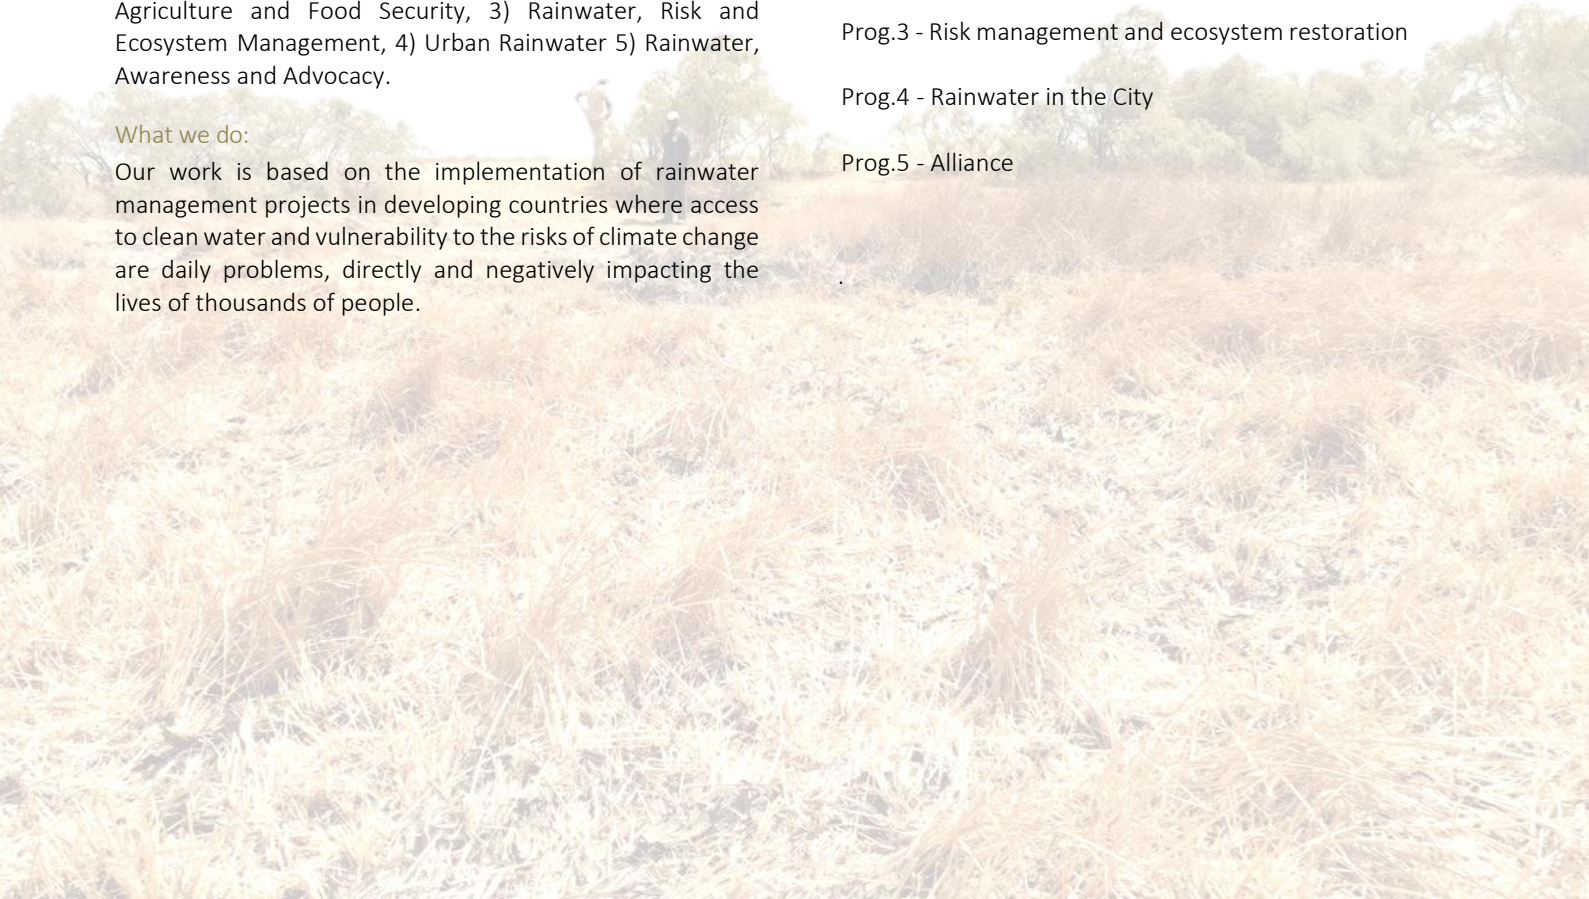 Agriculture and Food Security, 3) Rainwater, Risk and
Ecosystem Management, 4) Urban Rainwater 5) Rainwater,
Awareness and Advocacy.
What we do:
Our work is based on the implementation of rainwater
management projects in developing countries where access
to clean water and vulnerability to the risks of climate change
are daily problems, directly and negatively impacting the
lives of thousands of people.
Prog.3 - Risk management and ecosystem restoration
Prog.4 - Rainwater in the City
Prog.5 - Alliance
.